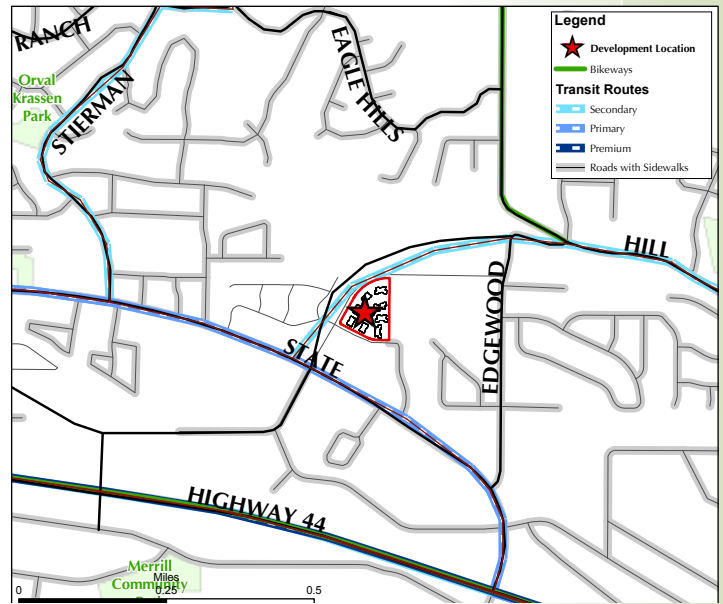 RANCH
EAGLE HILLS
Legend
Development Location
Bikeways
Transit Routes
Secondary
Primary
Premium
Roads with Sidewalks
Orval
Krassen
Park
STIERMAN
HILL
EDGEWOOD
STATE
HIGHWAY 44
Merrill
Community
Miles
0 0.25 0.5